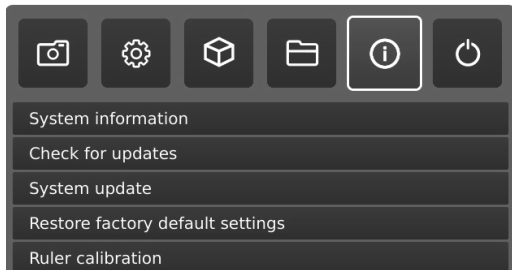 System information
Check for updates
System update
Restore factory default settings
Ruler calibration